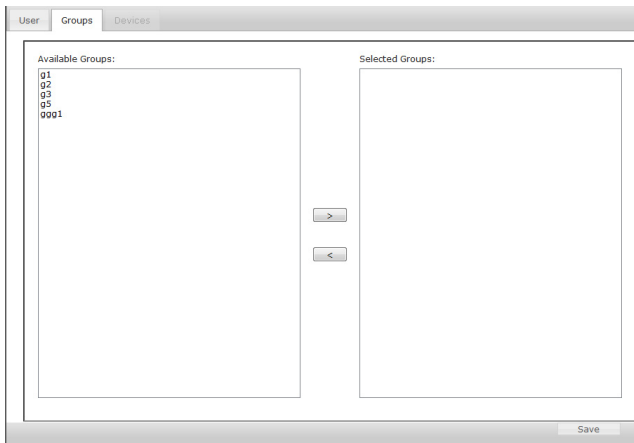 User Groups Devices
Available Groups: Selected Groups:
g1
g2
g3
g5
ggg1
>
<
Save